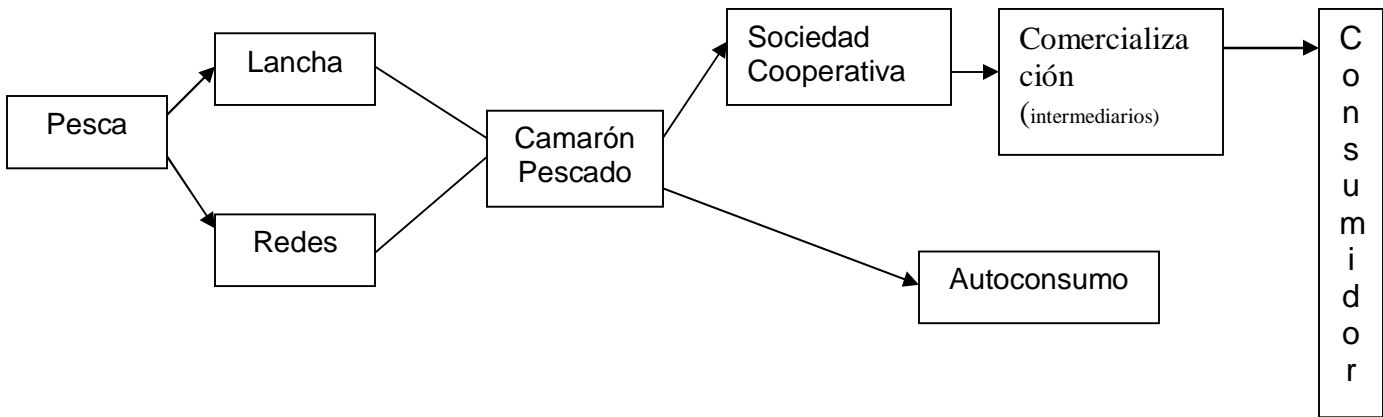 Pesca
Lancha
Redes
Camarón
Pescado
Sociedad
Cooperativa
Comercializa
ción
(intermediarios)
Autoconsumo
C
o
n
s
u
m
i
d
o
r